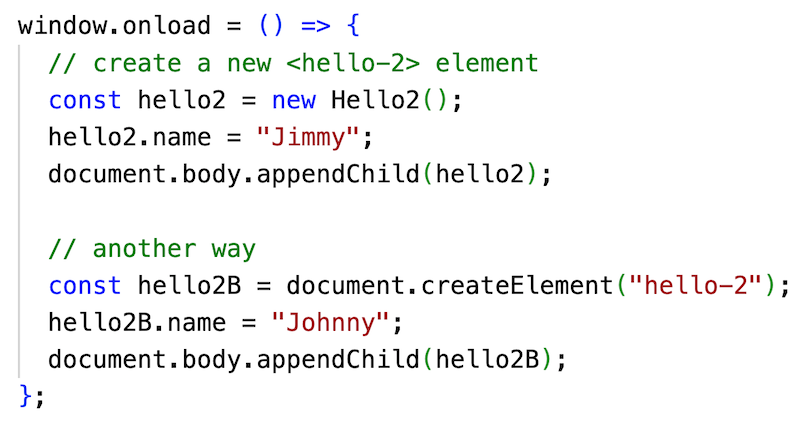 window.onload = () => {
// create a new <hello-2> element
const hello2 = new Hello2();
hello2.name = "Jimmy";
document.body.appendChild(hello2);
// another way
const hello2B = document.createElement("hello-2");
hello2B.name = "Johnny";
document.body.appendChild(hello2B);
};